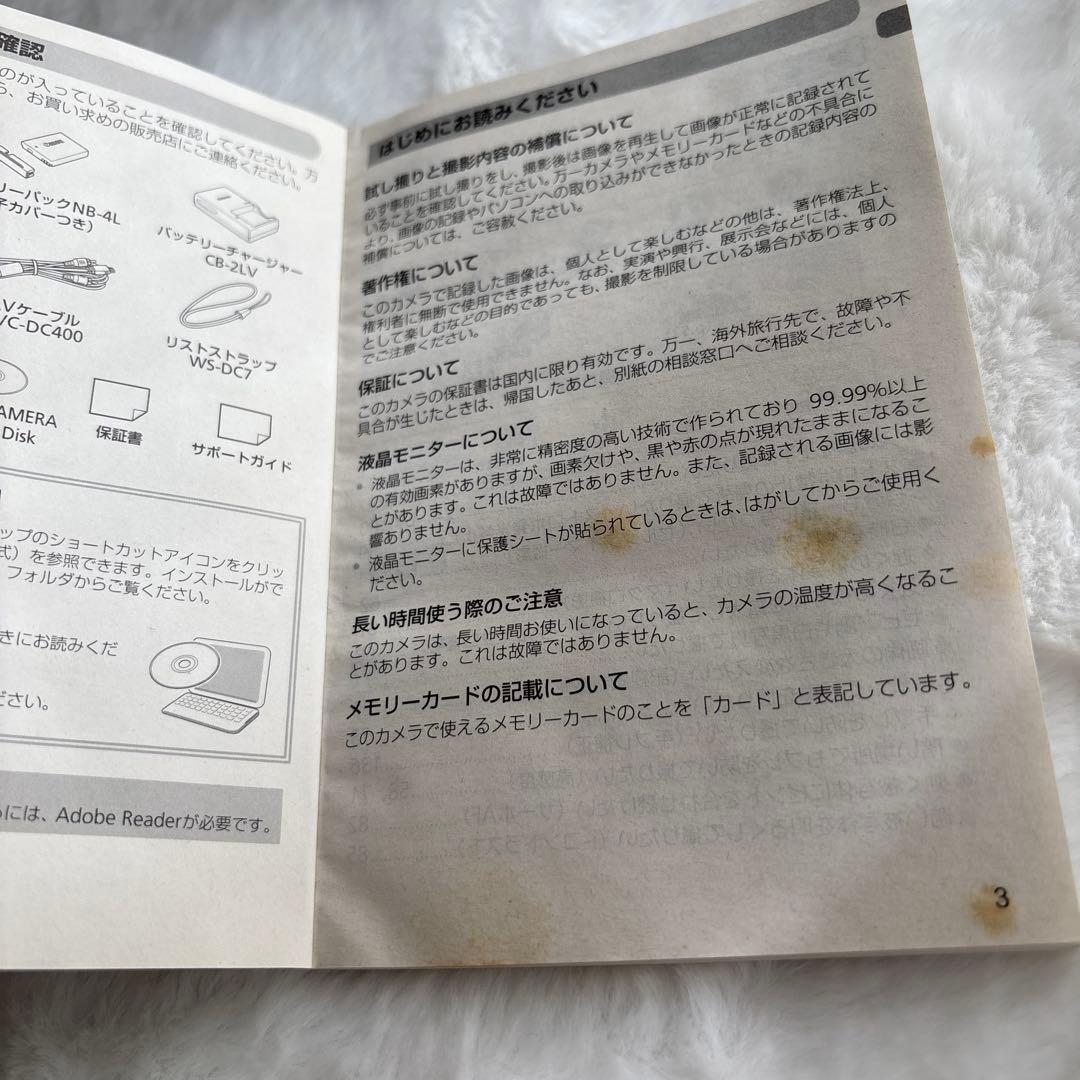 確認
のが入っていることを確認してください。万
ら、お買い求めの販売店にご連絡ください。
リーパックNB-4L
子カバーつき）
バッテリーチャージャー
CB-2LV
Vケーブル
VC-DC400
リストストラップ
WS-DC7
AMERA
Disk
保証書
サポートガイド
ップのショートカットアイコンをクリッ
式）を参照できます。インストールがで
フォルダからご覧ください。
きにお読みくだ
ださい。
るには、Adobe Readerが必要です。
はじめにお読みください
試し撮りと撮影内容の補償について
必ず事前に試し撮りをし、撮影後は画像を再生して画像が正常に記録されて
いることを確認してください。万一カメラやメモリーカードなどの不具合に
より、画像の記録やパソコンへの取り込みができなかったときの記録内容の
補償については、ご容赦ください。
著作権について
このカメラで記録した画像は、個人として楽しむなどの他は、著作権法上、
権利者に無断で使用できません。なお、実演や興行、展示会などには、個人
として楽しむなどの目的であっても、撮影を制限している場合がありますの
でご注意ください。
保証について
このカメラの保証書は国内に限り有効です。万一、海外旅行先で、故障や不
具合が生じたときは、帰国したあと、別紙の相談窓口へご相談ください。
液晶モニターについて
• 液晶モニターは、非常に精密度の高い技術で作られており 99.99%以上
の有効画素がありますが、画素欠けや、黒や赤の点が現れたままになるこ
とがあります。これは故障ではありません。また、記録される画像には影
響ありません。
• 液晶モニターに保護シートが貼られているときは、はがしてからご使用く
ださい。
長い時間使う際のご注意
このカメラは、長い時間お使いになっていると、カメラの温度が高くなるこ
とがあります。これは故障ではありません。
メモリーカードの記載について
このカメラで使えるメモリーカードのことを「カード」と表記しています。
3